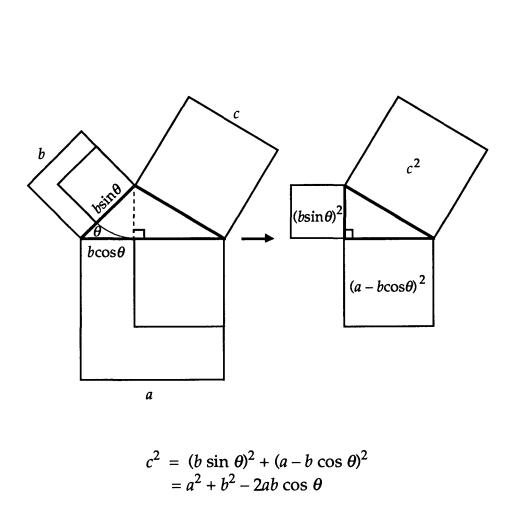 c
b
c²
bsinθ
(bsinθ)²
θ
bcosθ
(a − bcosθ)²
a
c² = (b sin θ)² + (a − b cos θ)²
= a² + b² − 2ab cos θ